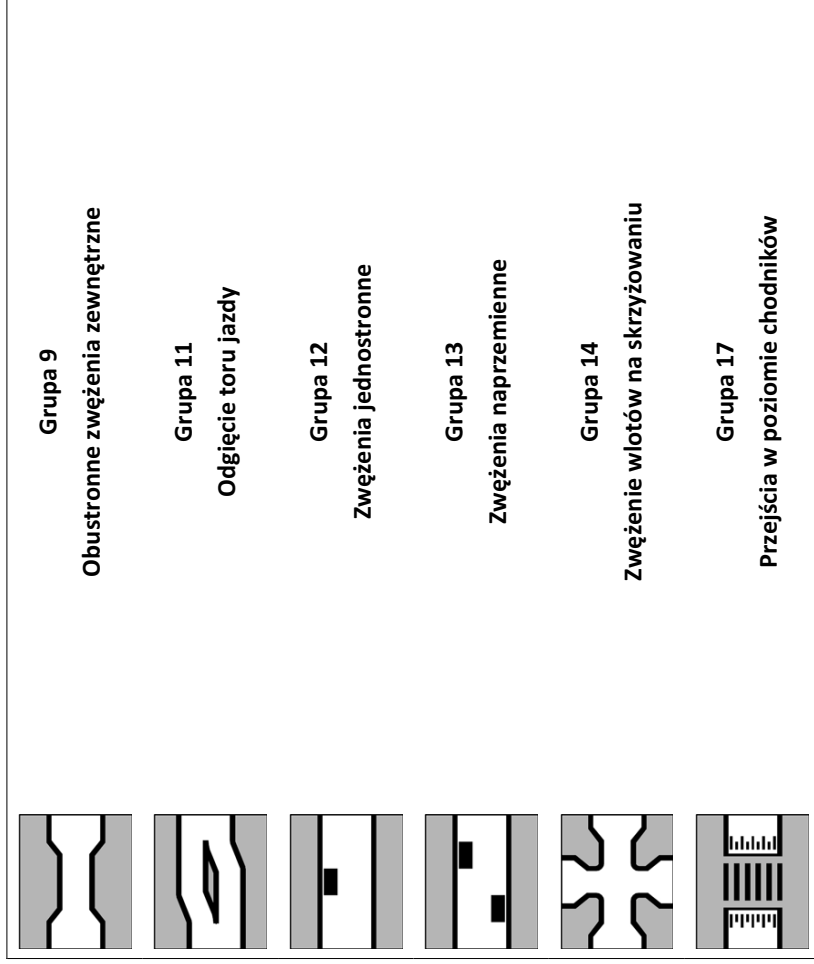 Grupa 9
Obustronne zwężenia zewnętrzne
Grupa 11
Odgięcie toru jazdy
Grupa 12
Zwężenia jednostronne
Grupa 13
Zwężenia naprzemienne
Grupa 14
Zwężenie wlotów na skrzyżowaniu
Grupa 17
Przejścia w poziomie chodników